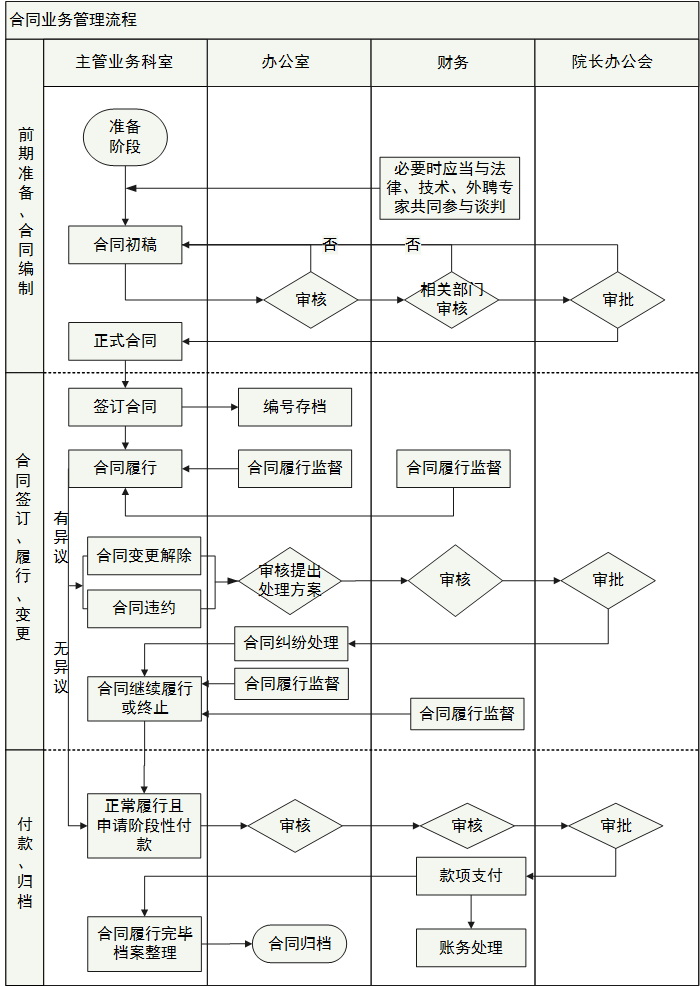 合同业务管理流程
主管业务科室
办公室
财务
院长办公会
前期准备、合同编制
准备
阶段
必要时应当与法
律、技术、外聘专
家共同参与谈判
合同初稿
否
否
审核
相关部门
审核
审批
正式合同
合同签订、履行、变更
签订合同
编号存档
合同履行
合同履行监督
合同履行监督
有异议
合同变更解除
合同违约
审核提出
处理方案
审核
审批
合同纠纷处理
无异议
合同继续履行
或终止
合同履行监督
合同履行监督
付款、归档
正常履行且
申请阶段性付
款
审核
审核
审批
款项支付
合同履行完毕
档案整理
合同归档
账务处理